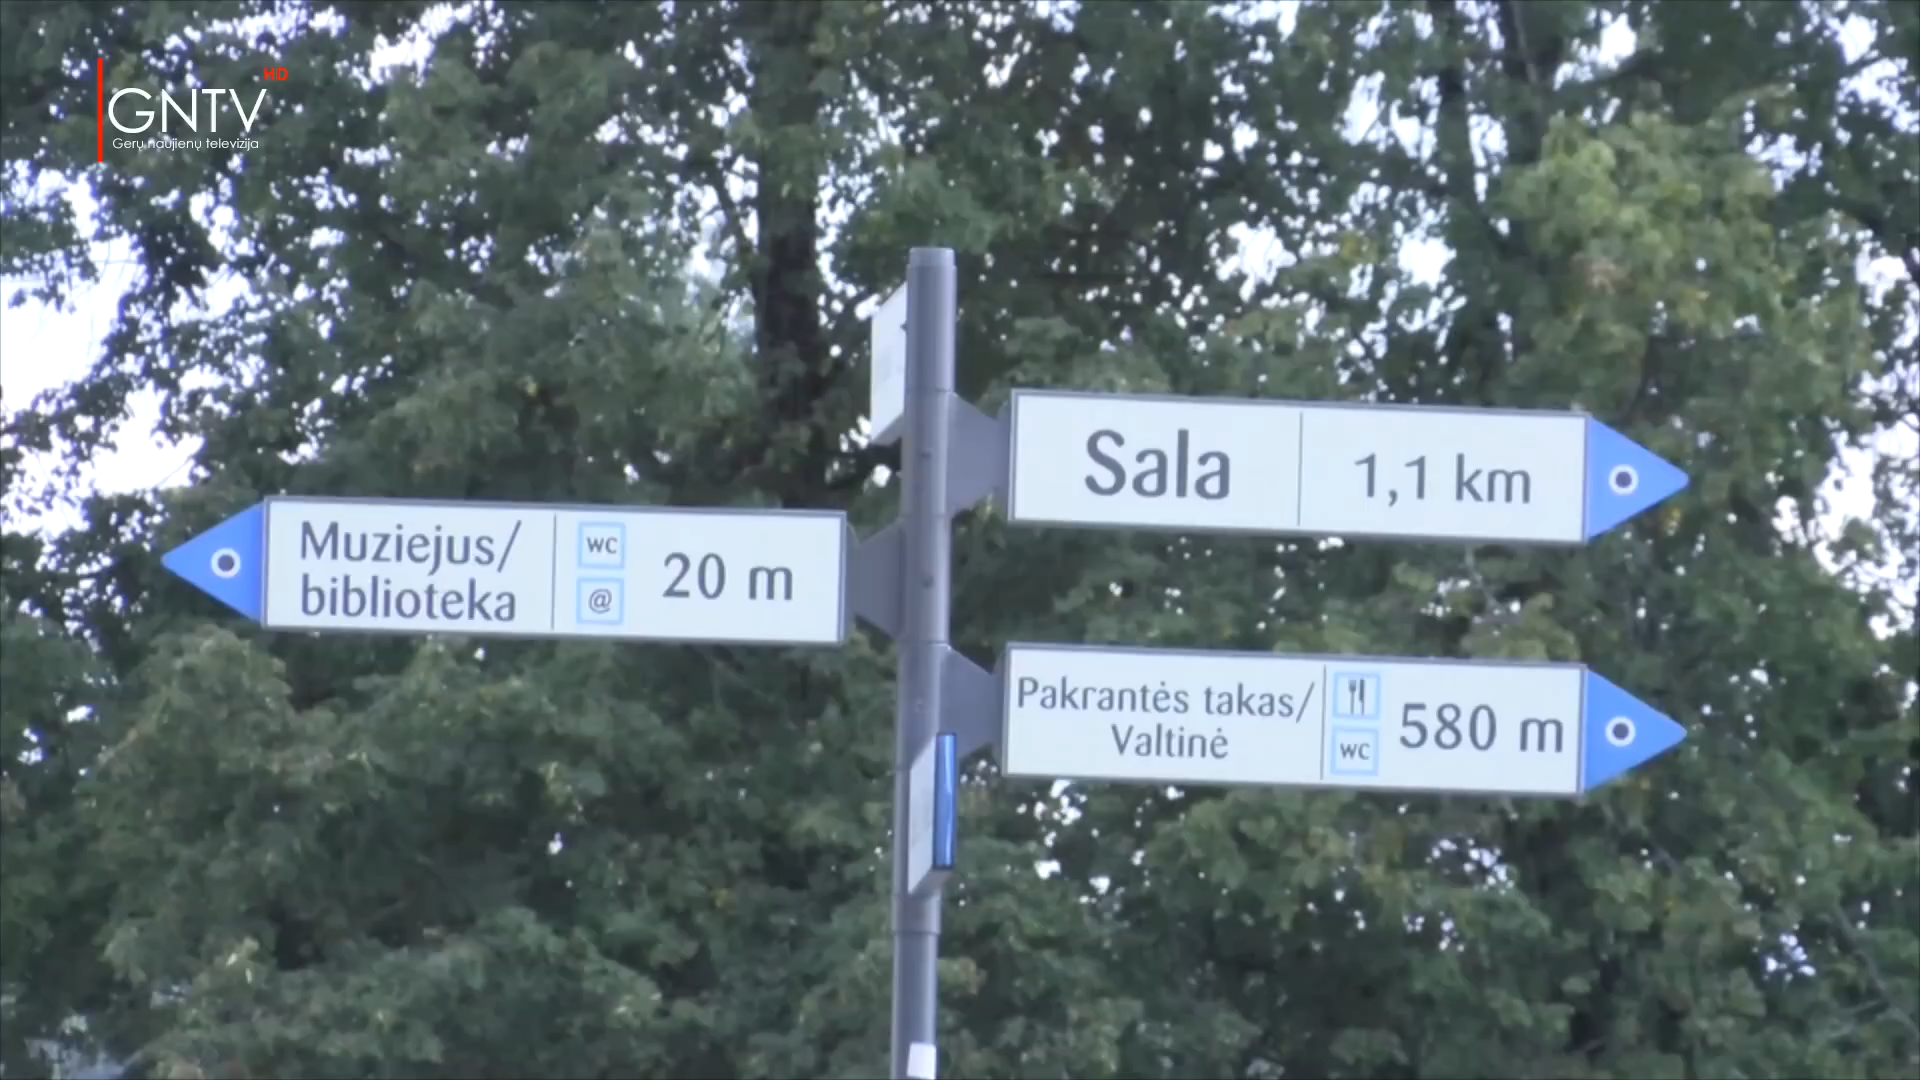 GNTV HD
Gerų naujienų televizija
Sala 1,1 km
Muziejus/
biblioteka
WC
@
20 m
Pakrantės takas/
Valtinė
WC
580 m